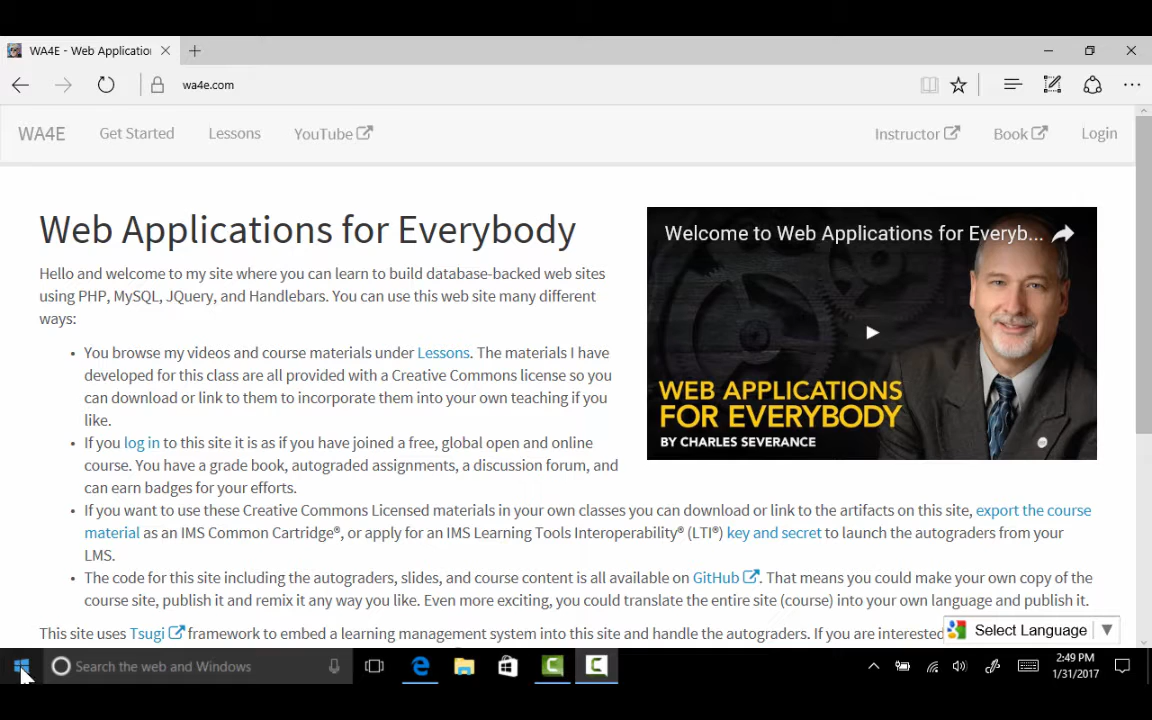 WA4E - Web Applicatio
wa4e.com
WA4E Get Started Lessons YouTube Instructor Book Login
Web Applications for Everybody
Hello and welcome to my site where you can learn to build database-backed web sites
using PHP, MySQL, JQuery, and Handlebars. You can use this web site many different
ways:
• You browse my videos and course materials under Lessons. The materials I have
developed for this class are all provided with a Creative Commons license so you
can download or link to them to incorporate them into your own teaching if you
like.
• If you log in to this site it is as if you have joined a free, global open and online
course. You have a grade book, autograded assignments, a discussion forum, and
can earn badges for your efforts.
Welcome to Web Applications for Everyb...
WEB APPLICATIONS
FOR EVERYBODY
BY CHARLES SEVERANCE
• If you want to use these Creative Commons Licensed materials in your own classes you can download or link to the artifacts on this site, export the course
material as an IMS Common Cartridge®, or apply for an IMS Learning Tools Interoperability® (LTI®) key and secret to launch the autograders from your
LMS.
• The code for this site including the autograders, slides, and course content is all available on GitHub. That means you could make your own copy of the
course site, publish it and remix it any way you like. Even more exciting, you could translate the entire site (course) into your own language and publish it.
This site uses Tsugi framework to embed a learning management system into this site and handle the autograders. If you are interested
Select Language
Search the web and Windows
2:49 PM
1/31/2017